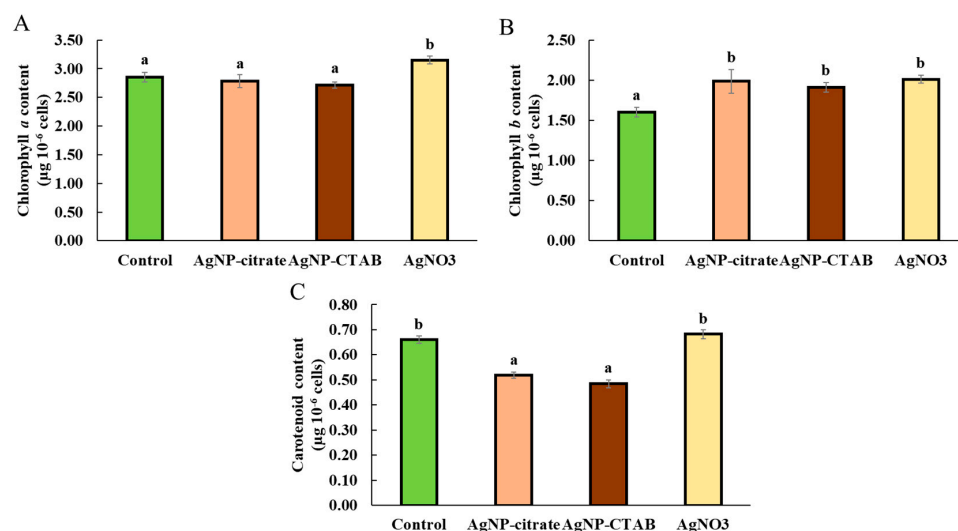 A
Chlorophyll a content
(µg 10⁻⁶ cells)
3.50
3.00
2.50
2.00
1.50
1.00
0.50
0.00
a
a
a
b
Control
AgNP-citrate
AgNP-CTAB
AgNO3
B
Chlorophyll b content
(µg 10⁻⁶ cells)
2.50
2.00
1.50
1.00
0.50
0.00
a
b
b
b
Control
AgNP-citrate
AgNP-CTAB
AgNO3
C
Carotenoid content
(µg 10⁻⁶ cells)
0.80
0.70
0.60
0.50
0.40
0.30
0.20
0.10
0.00
b
a
a
b
Control
AgNP-citrate
AgNP-CTAB
AgNO3